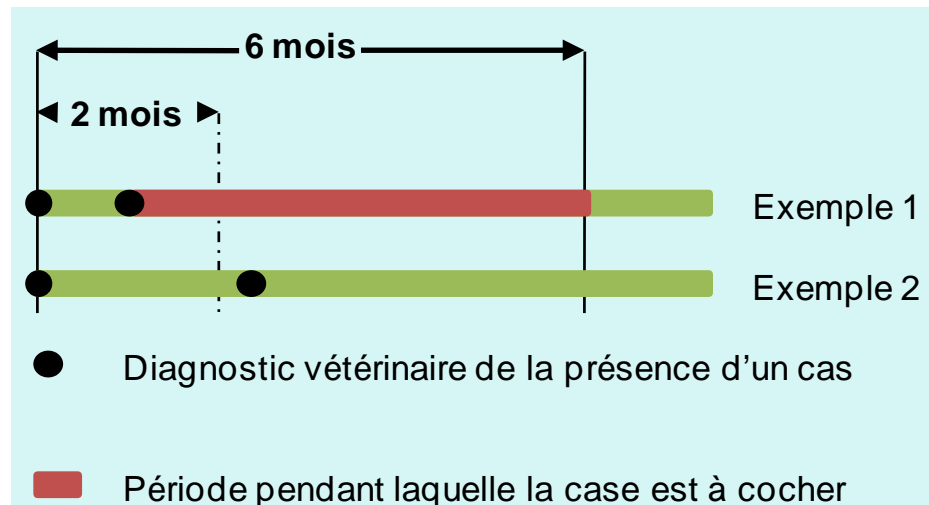 6 mois
2 mois
Exemple 1
Exemple 2
Diagnostic vétérinaire de la présence d'un cas
Période pendant laquelle la case est à cocher